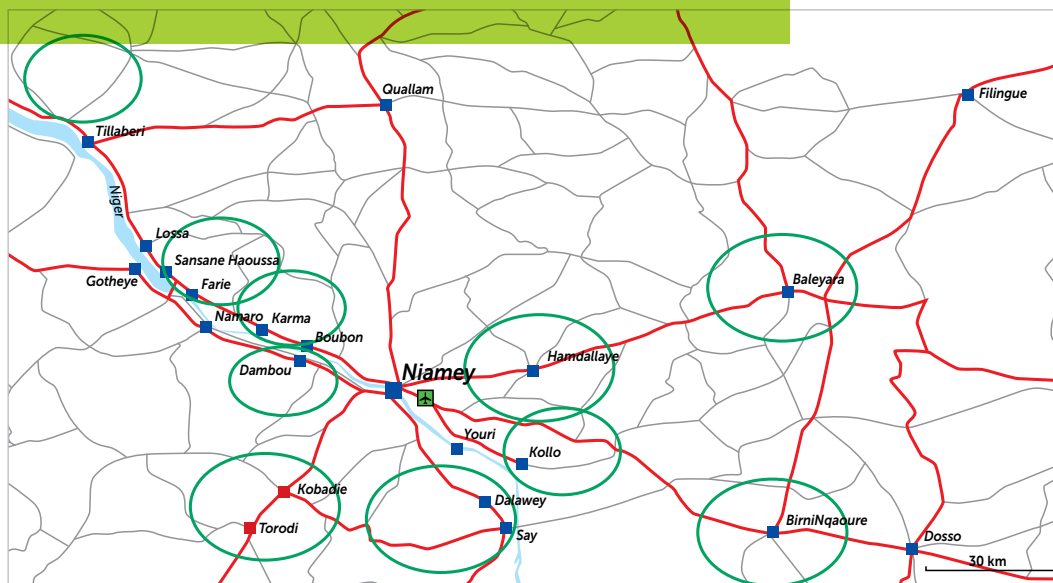 Quallam
Filingue
Tillaberi
Niger
Lossa
Sansane Haoussa
Gotheye
Farie
Baleyara
Namaro
Karma
Boubon
Hamdallaye
Dambou
Niamey
Youri
Kollo
Kobadie
Dalawey
Torodi
Say
BirniNqaoure
Dosso
30 km